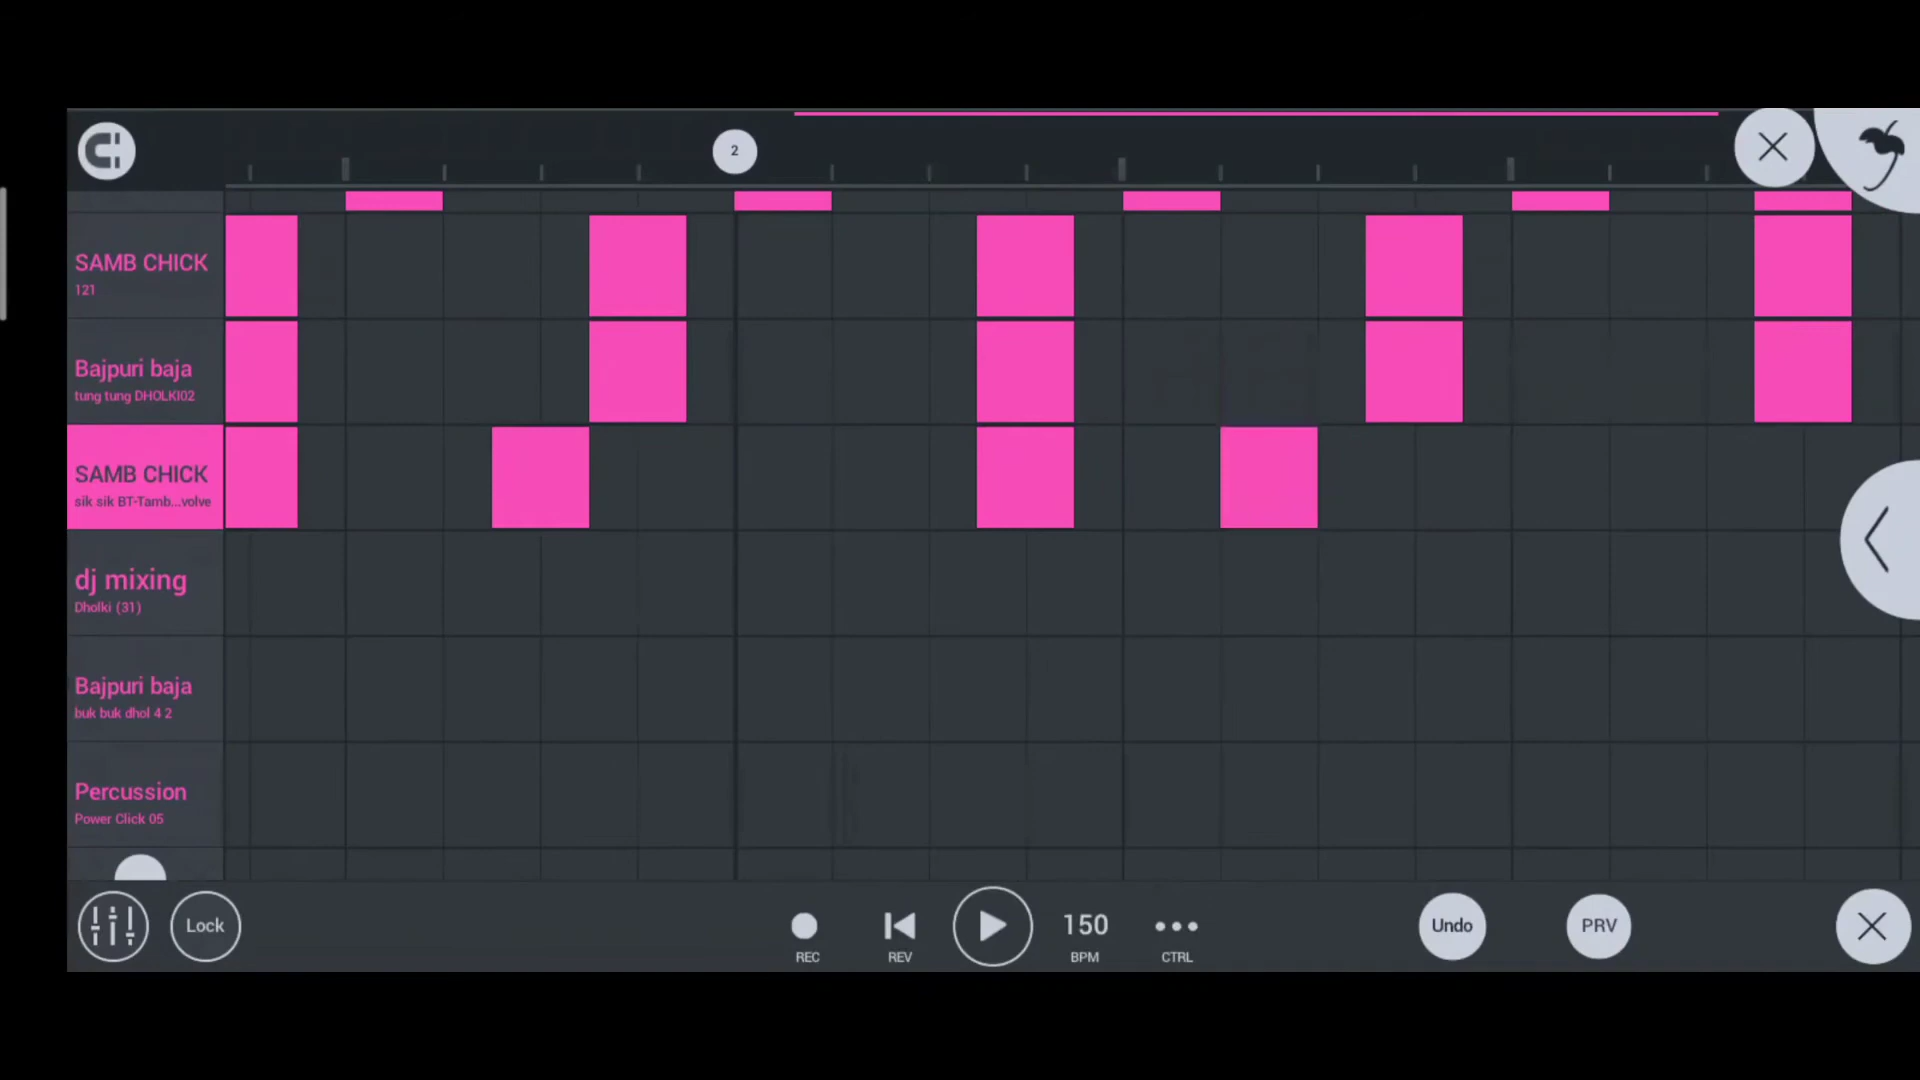 2
SAMB CHICK
121
Bajpuri baja
tung tung DHOLKI02
SAMB CHICK
sik sik BT-Tamb...volve
dj mixing
Dholki (31)
Bajpuri baja
buk buk dhol 4 2
Percussion
Power Click 05
Lock
REC
REV
150
BPM
CTRL
Undo
PRV